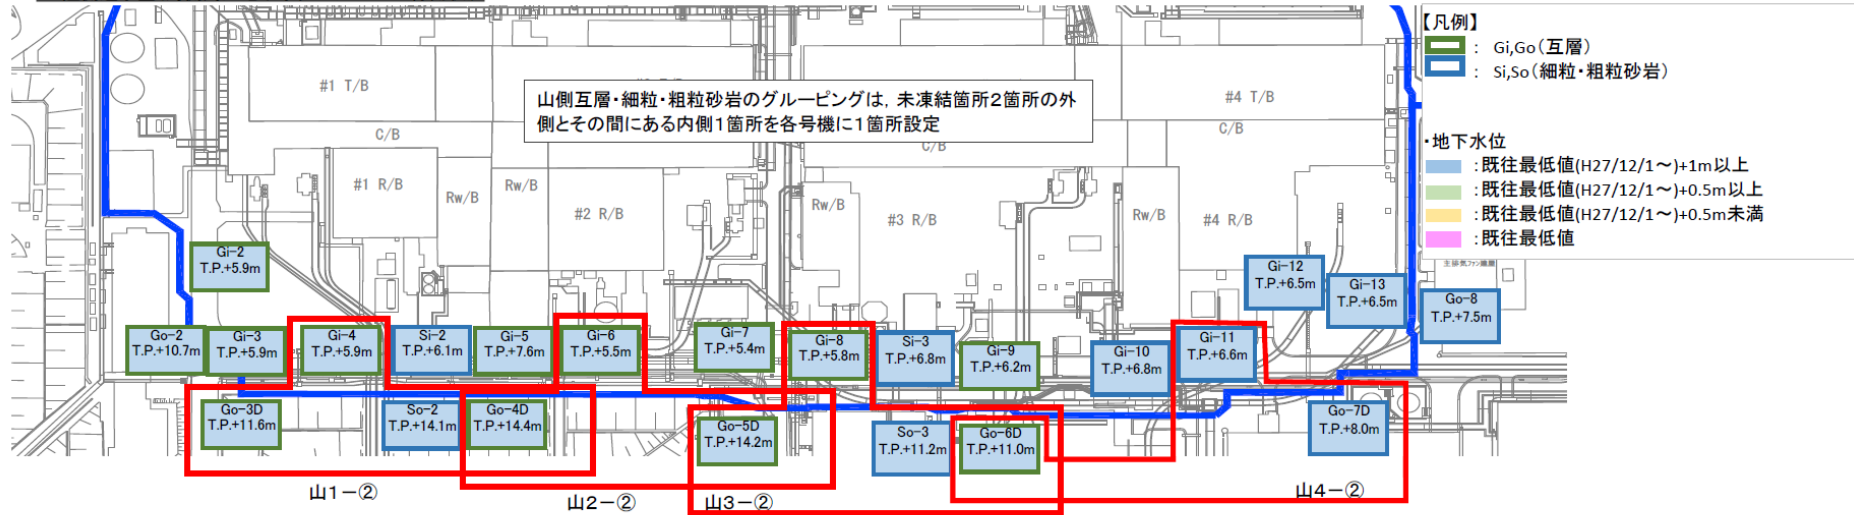 【凡例】
： Gi,Go（互層）
： Si,So（細粒・粗粒砂岩）
・地下水位
：既往最低値(H27/12/1～)+1m以上
：既往最低値(H27/12/1～)+0.5m以上
：既往最低値(H27/12/1～)+0.5m未満
：既往最低値
主排気ファン建屋
#1 T/B
#4 T/B
山側互層・細粒・粗粒砂岩のグルーピングは，未凍結箇所２箇所の外
側とその間にある内側１箇所を各号機に１箇所設定
C/B
C/B
C/B
#1 R/B
Rw/B
Rw/B
#2 R/B
Rw/B
#3 R/B
Rw/B
#4 R/B
Gi-2
T.P.+5.9m
Gi-12
T.P.+6.5m
Gi-13
T.P.+6.5m
Go-8
T.P.+7.5m
Go-2
T.P.+10.7m
Gi-3
T.P.+5.9m
Gi-4
T.P.+5.9m
Si-2
T.P.+6.1m
Gi-5
T.P.+7.6m
Gi-6
T.P.+5.5m
Gi-7
T.P.+5.4m
Gi-8
T.P.+5.8m
Si-3
T.P.+6.8m
Gi-9
T.P.+6.2m
Gi-10
T.P.+6.8m
Gi-11
T.P.+6.6m
Go-3D
T.P.+11.6m
So-2
T.P.+14.1m
Go-4D
T.P.+14.4m
Go-5D
T.P.+14.2m
So-3
T.P.+11.2m
Go-6D
T.P.+11.0m
Go-7D
T.P.+8.0m
山１－②
山２－②
山３－②
山４－②